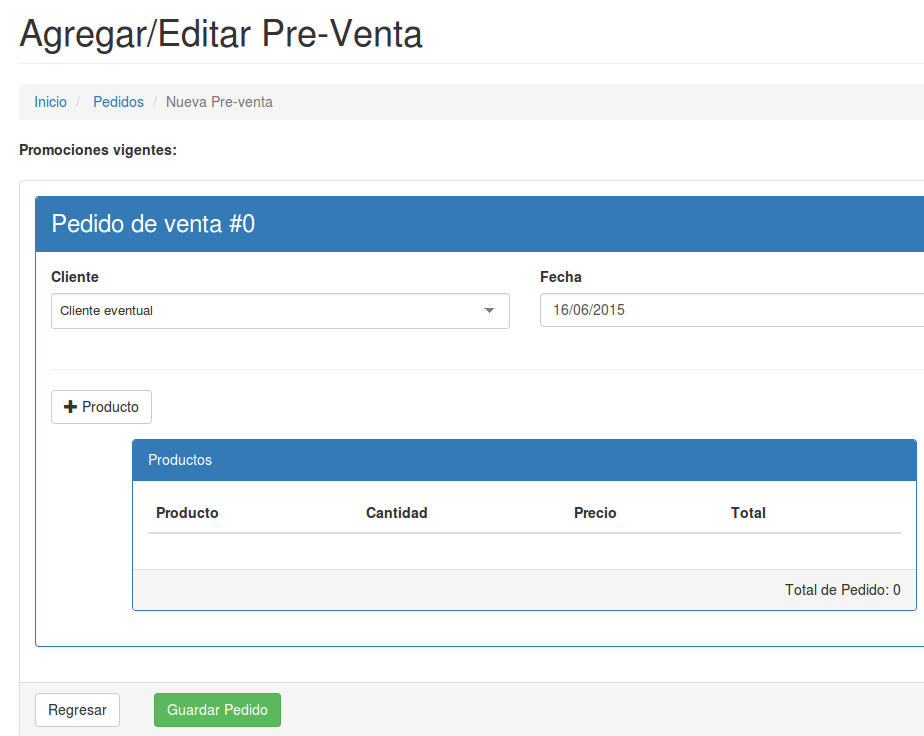 Agregar/Editar Pre-Venta
Inicio / Pedidos / Nueva Pre-venta
Promociones vigentes:
Pedido de venta #0
Cliente Fecha
Cliente eventual 16/06/2015
Producto
Productos
Producto Cantidad Precio Total
Total de Pedido: 0
Regresar Guardar Pedido